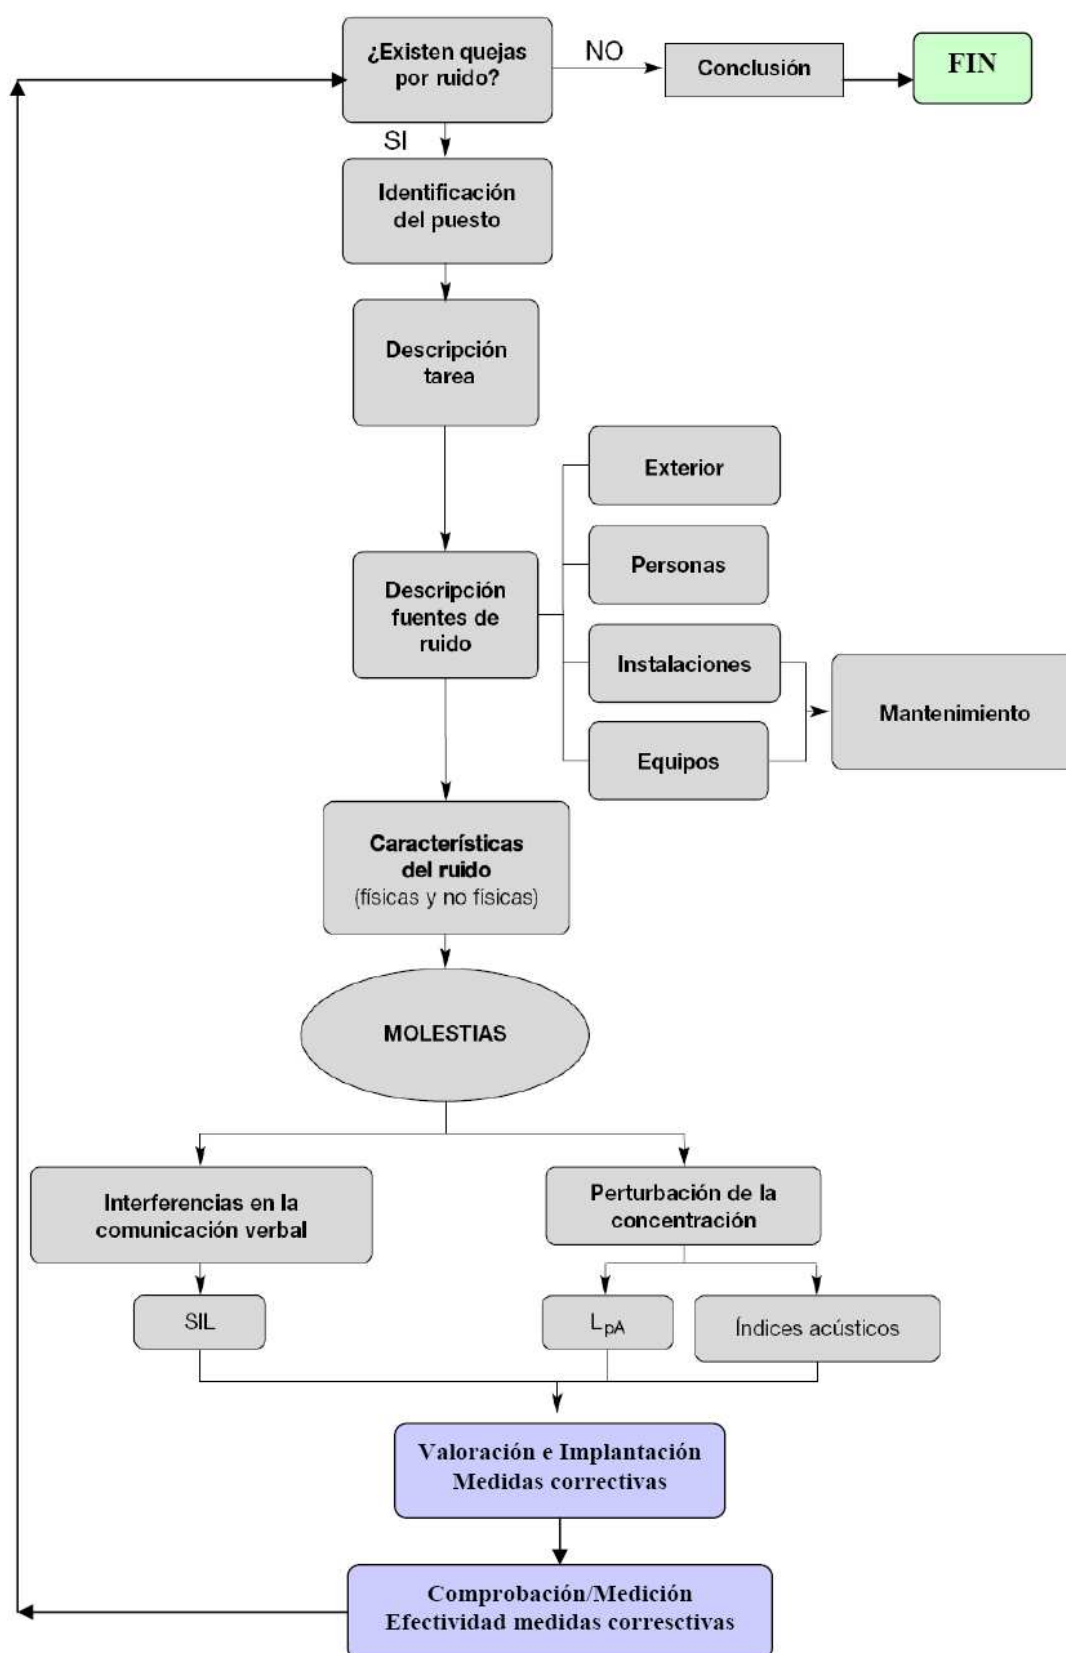 ¿Existen quejas
por ruido?
NO
Conclusión
FIN
SI
Identificación
del puesto
Descripción
tarea
Exterior
Personas
Descripción
fuentes de
ruido
Instalaciones
Mantenimiento
Equipos
Característícas
del ruido
(físicas y no físicas)
MOLESTIAS
Interferencias en la
comunicación verbal
Perturbación de la
concentración
SIL
LpA
Índices acústicos
Valoración e Implantación
Medidas correctivas
Comprobación/Medición
Efectividad medidas corresctivas